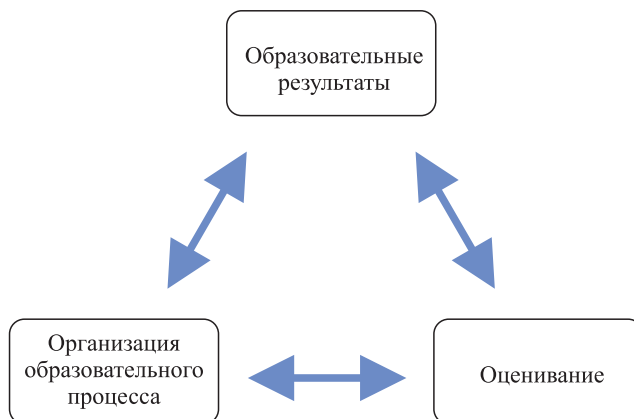 Образовательные
результаты
Организация
образовательного
процесса
Оценивание